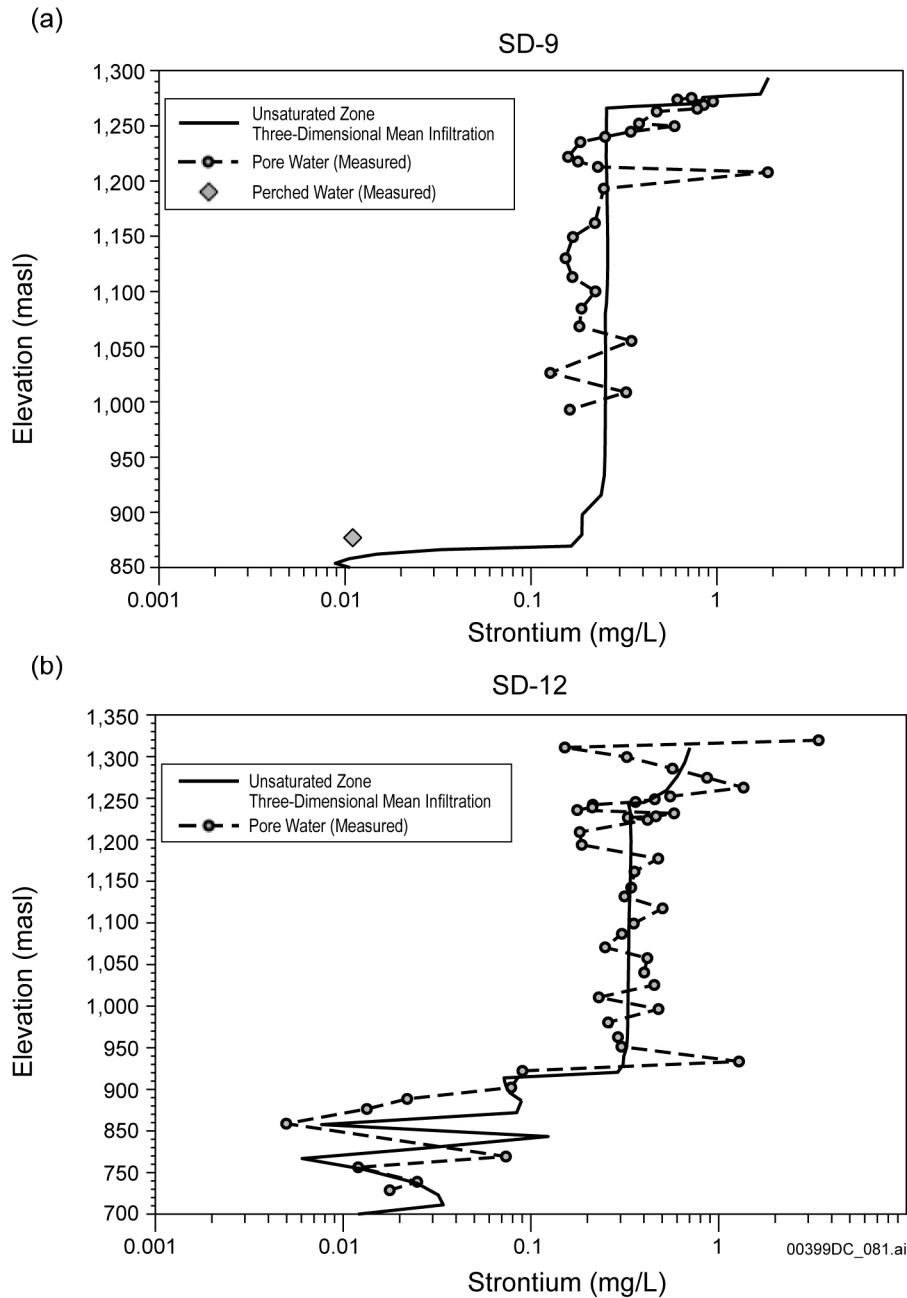 (a)
SD-9
1,300
1,250
1,200
1,150
1,100
1,050
1,000
950
900
850
Elevation (masl)
Unsaturated Zone
Three-Dimensional Mean Infiltration
Pore Water (Measured)
Perched Water (Measured)
0.001
0.01
0.1
1
Strontium (mg/L)
(b)
SD-12
1,350
1,300
1,250
1,200
1,150
1,100
1,050
1,000
950
900
850
750
700
Elevation (masl)
Unsaturated Zone
Three-Dimensional Mean Infiltration
Pore Water (Measured)
0.001
0.01
0.1
1
00399DC_081.ai
Strontium (mg/L)